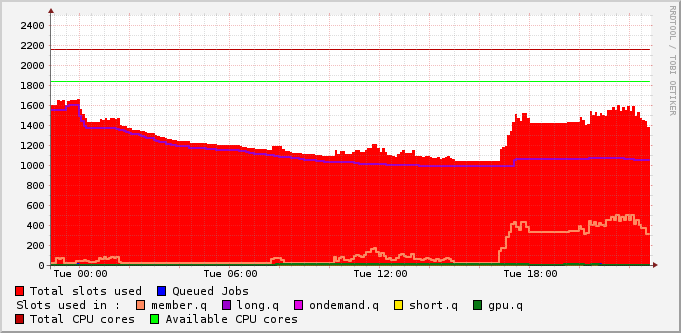 2400
2200
2000
1800
1600
1400
1200
1000
800
600
400
200
0
Tue 00:00 Tue 06:00 Tue 12:00 Tue 18:00
Total slots used Queued Jobs
Slots used in : member.q long.q ondemand.q short.q gpu.q
Total CPU cores Available CPU cores
RRDTOOL / TOBI OETIKER